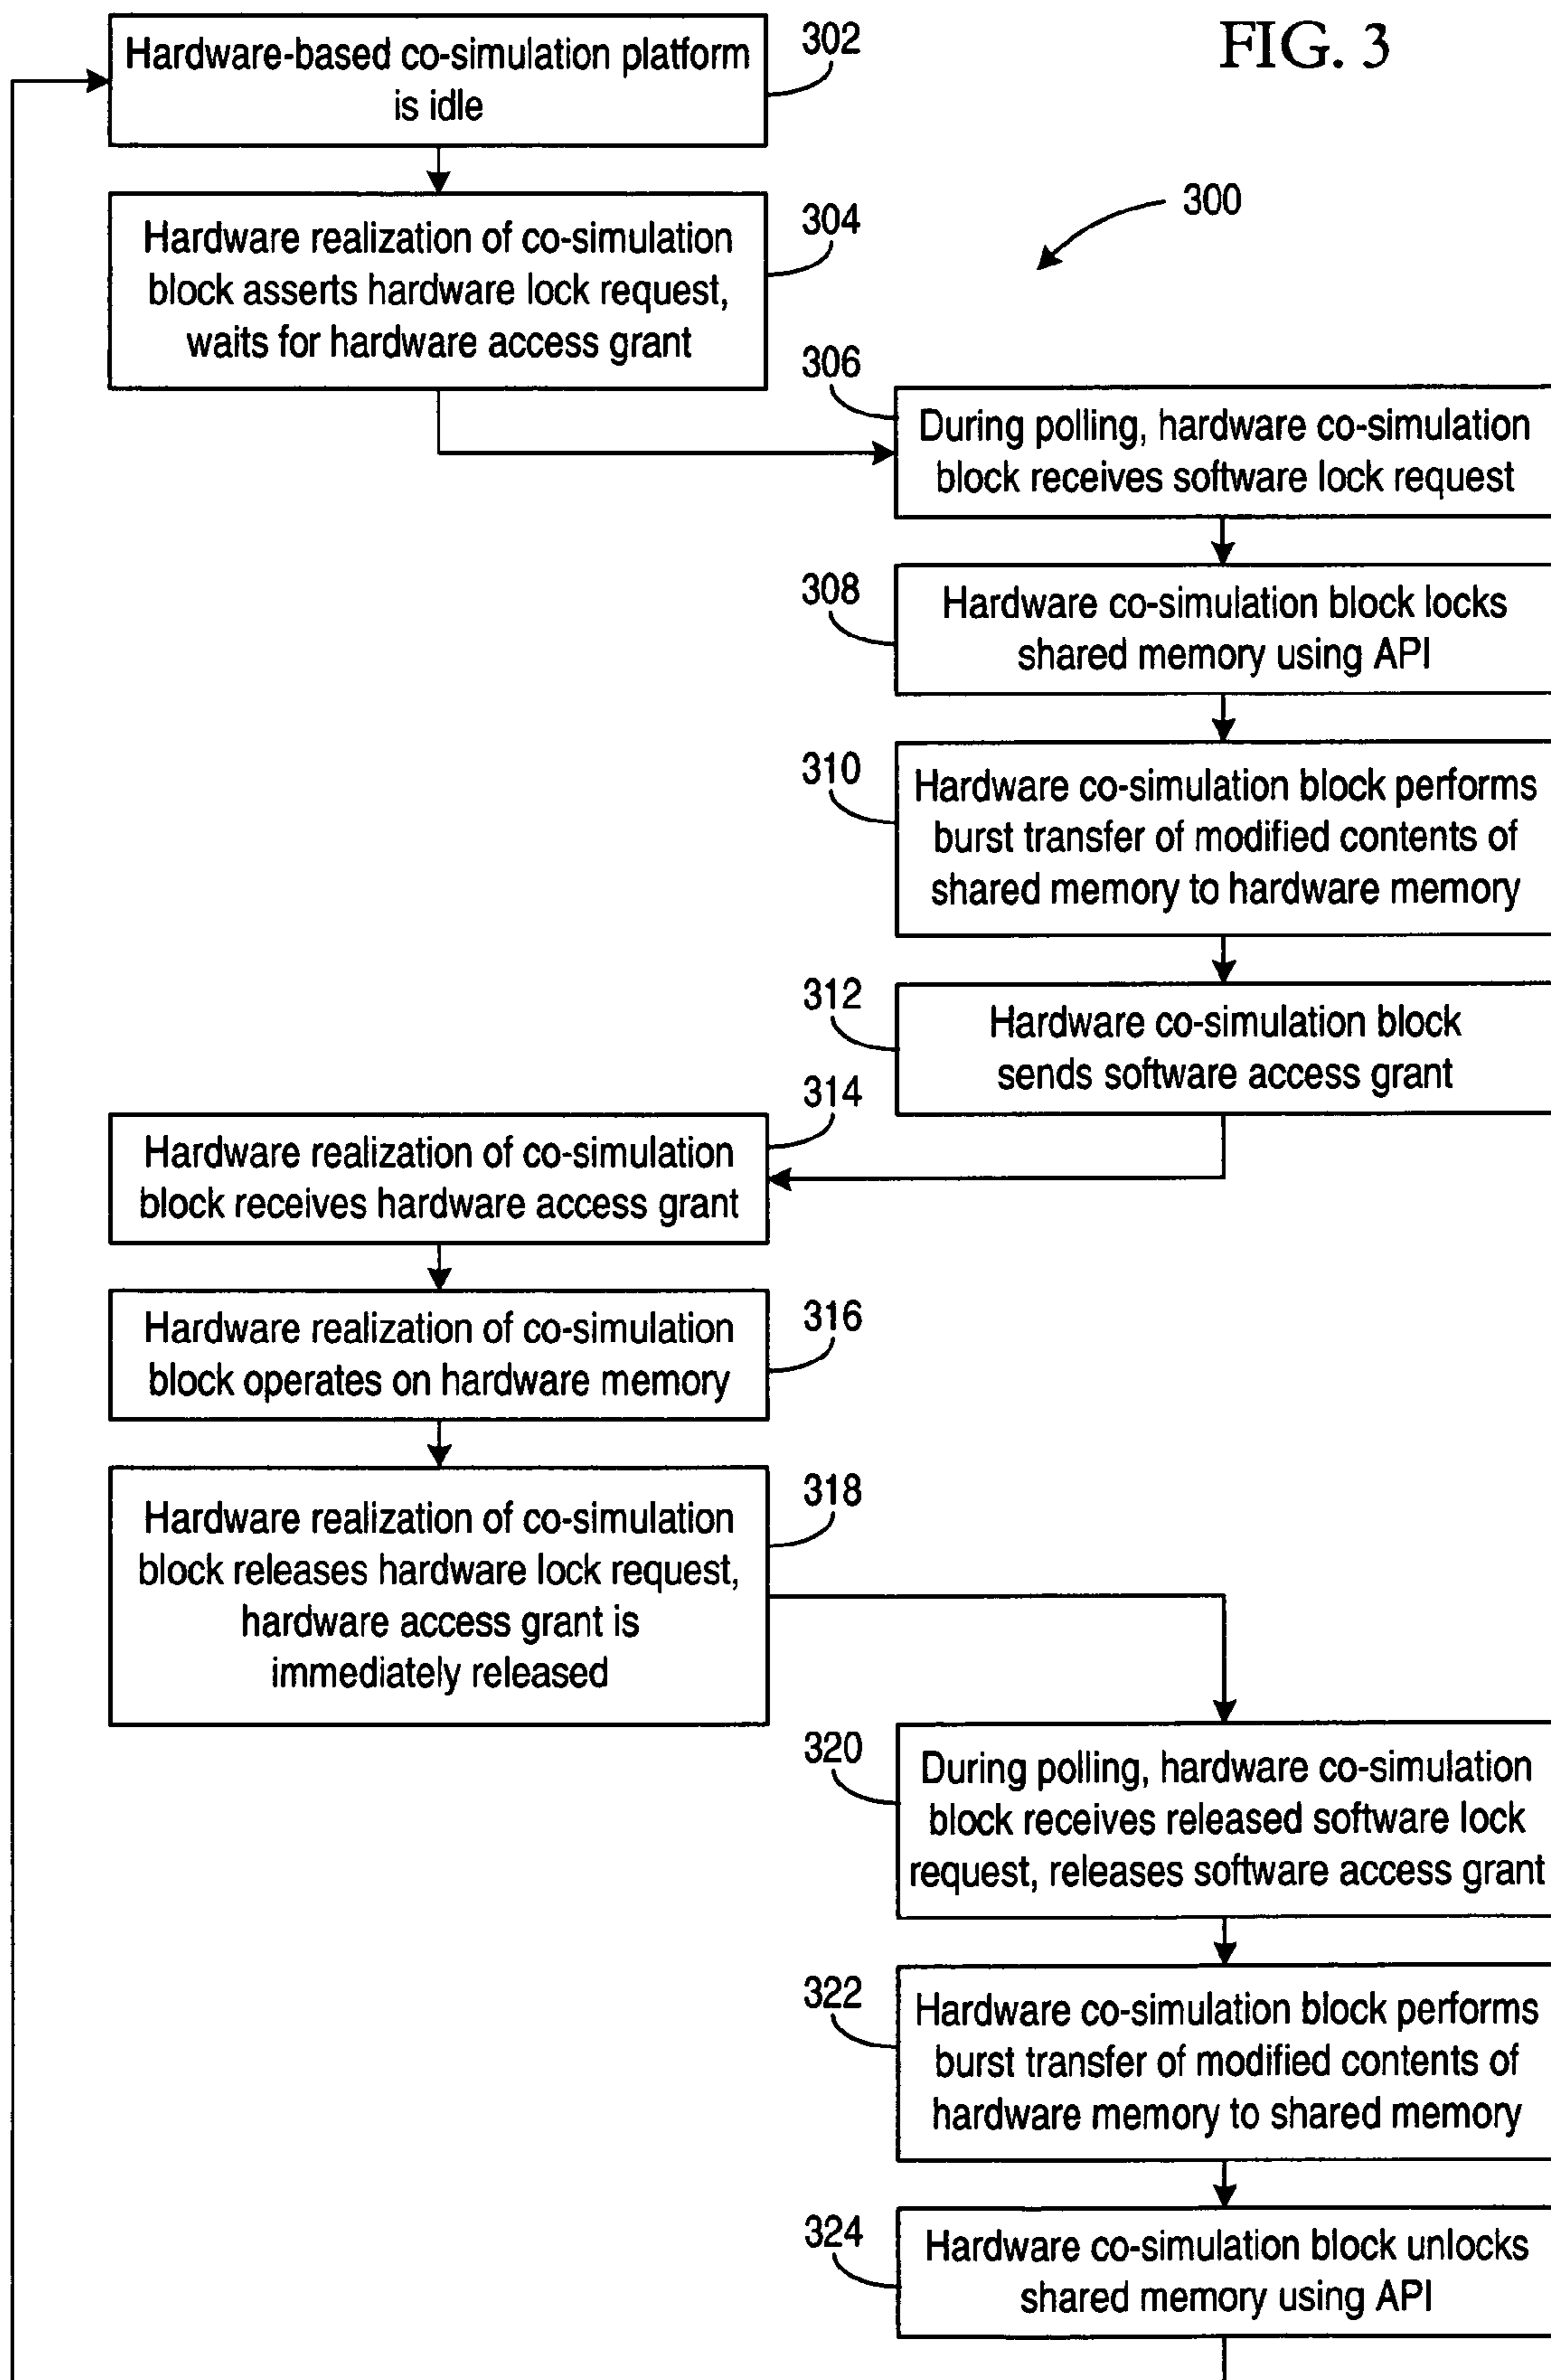 FIG. 3
302
Hardware-based co-simulation platform
is idle
300
304
Hardware realization of co-simulation
block asserts hardware lock request,
waits for hardware access grant
306
During polling, hardware co-simulation
block receives software lock request
308
Hardware co-simulation block locks
shared memory using API
310
Hardware co-simulation block performs
burst transfer of modified contents of
shared memory to hardware memory
312
Hardware co-simulation block
sends software access grant
314
Hardware realization of co-simulation
block receives hardware access grant
316
Hardware realization of co-simulation
block operates on hardware memory
318
Hardware realization of co-simulation
block releases hardware lock request,
hardware access grant is
immediately released
320
During polling, hardware co-simulation
block receives released software lock
request, releases software access grant
322
Hardware co-simulation block performs
burst transfer of modified contents of
hardware memory to shared memory
324
Hardware co-simulation block unlocks
shared memory using API